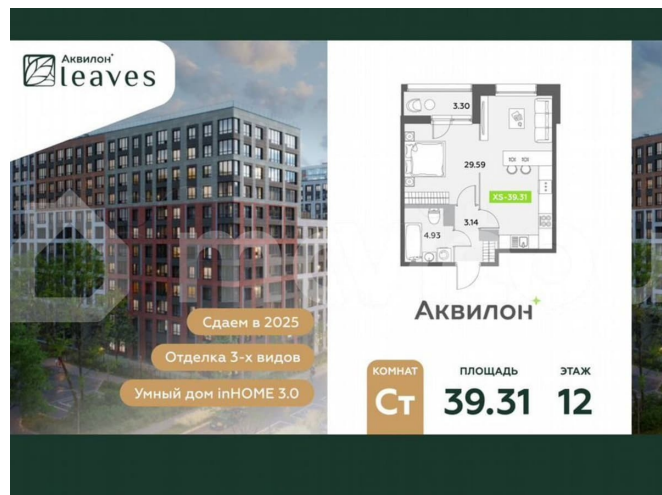 Аквилон+
leaves
Сдаем в 2025
Отделка 3-х видов
Умный дом inHOME 3.0
3.30
29.59
XS-39.31
3.14
4.93
Аквилон+
КОМНАТ
Ст
ПЛОЩАДЬ
39.31
ЭТАЖ
12